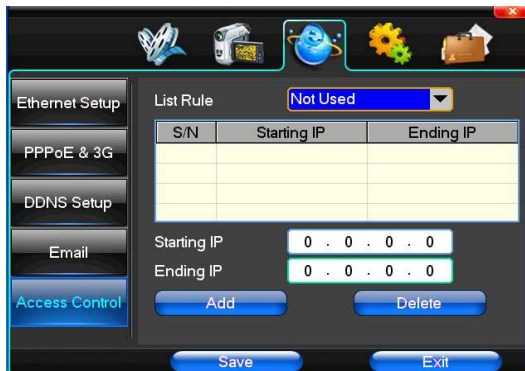 Ethernet Setup
PPPoE & 3G
DDNS Setup
Email
Access Control
List Rule Not Used
S/N Starting IP Ending IP
Starting IP 0 . 0 . 0 . 0
Ending IP 0 . 0 . 0 . 0
Add Delete
Save Exit